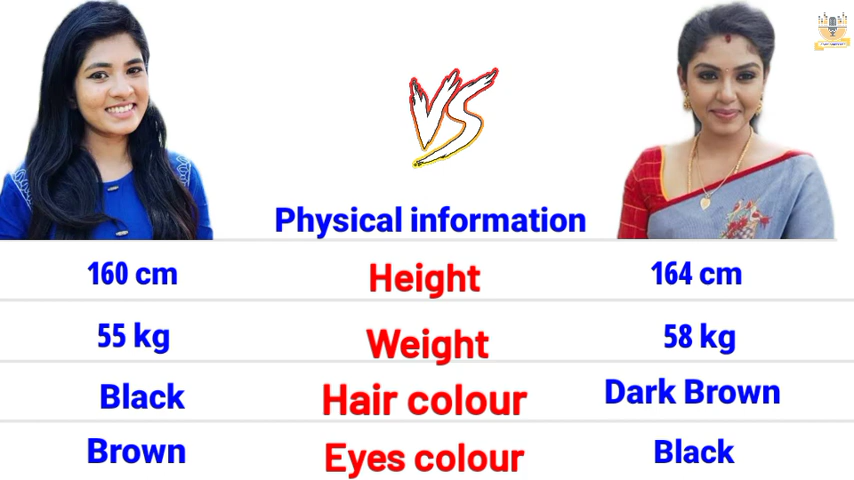 VS
Physical information
160 cm Height 164 cm
55 kg Weight 58 kg
Black Hair colour Dark Brown
Brown Eyes colour Black